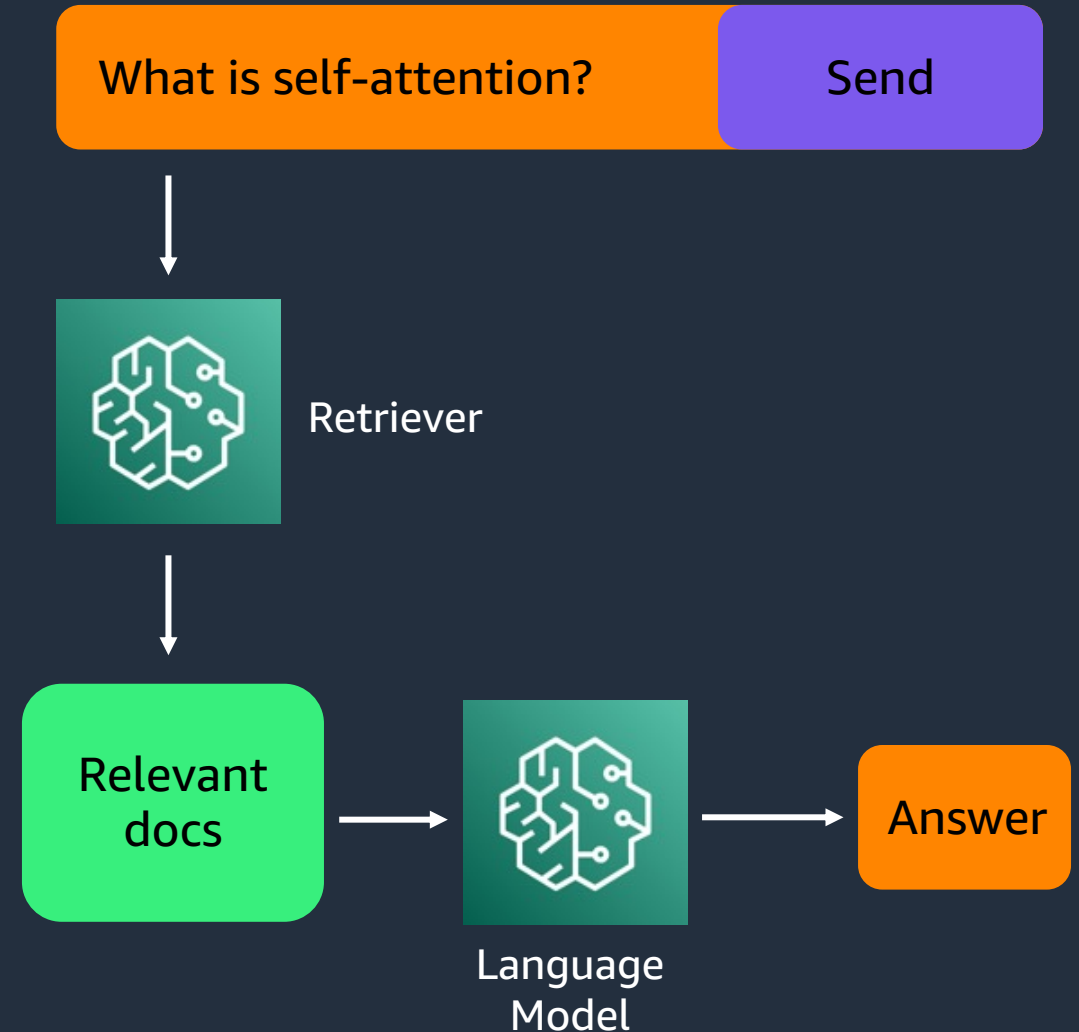 What is self-attention?
Send
Retriever
Relevant
docs
Answer
Language
Model